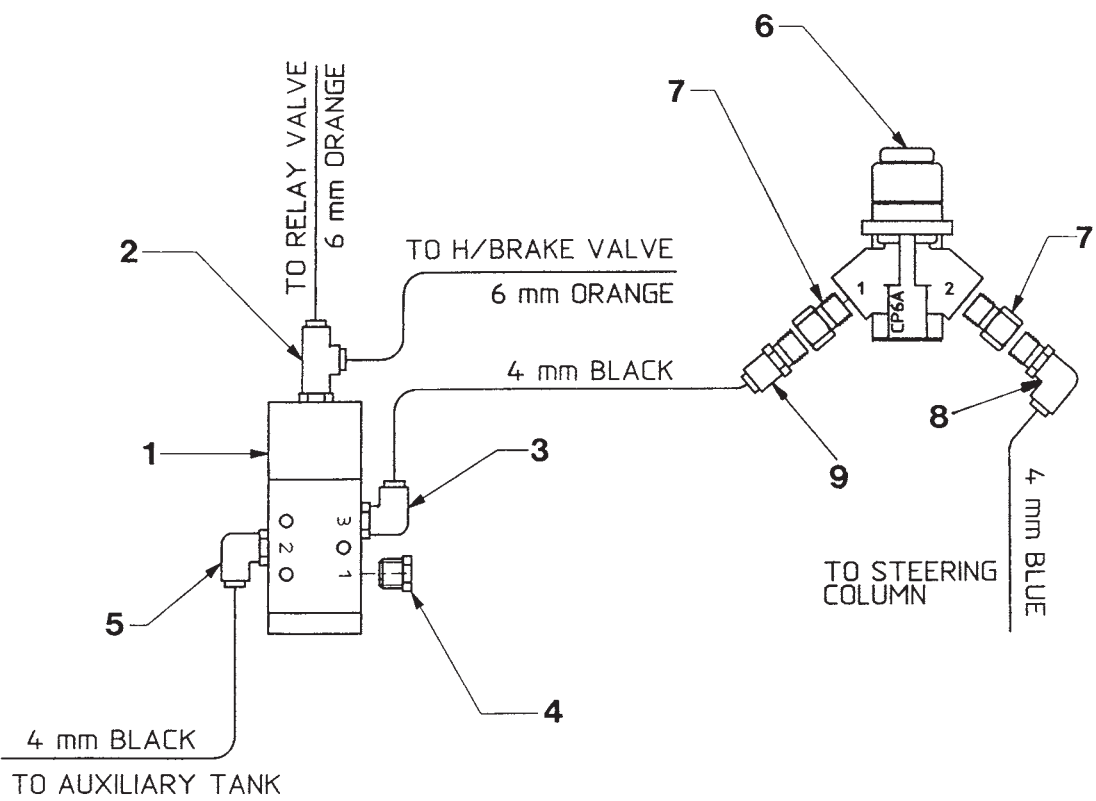 6
7
TO RELAY VALVE
6 mm ORANGE
2
TO H/BRAKE VALVE
6 mm ORANGE
7
1
2
CP6A
4 mm BLACK
8
1
3
9
3
2
1
4 mm BLUE
TO STEERING
COLUMN
5
4
4 mm BLACK
TO AUXILIARY TANK